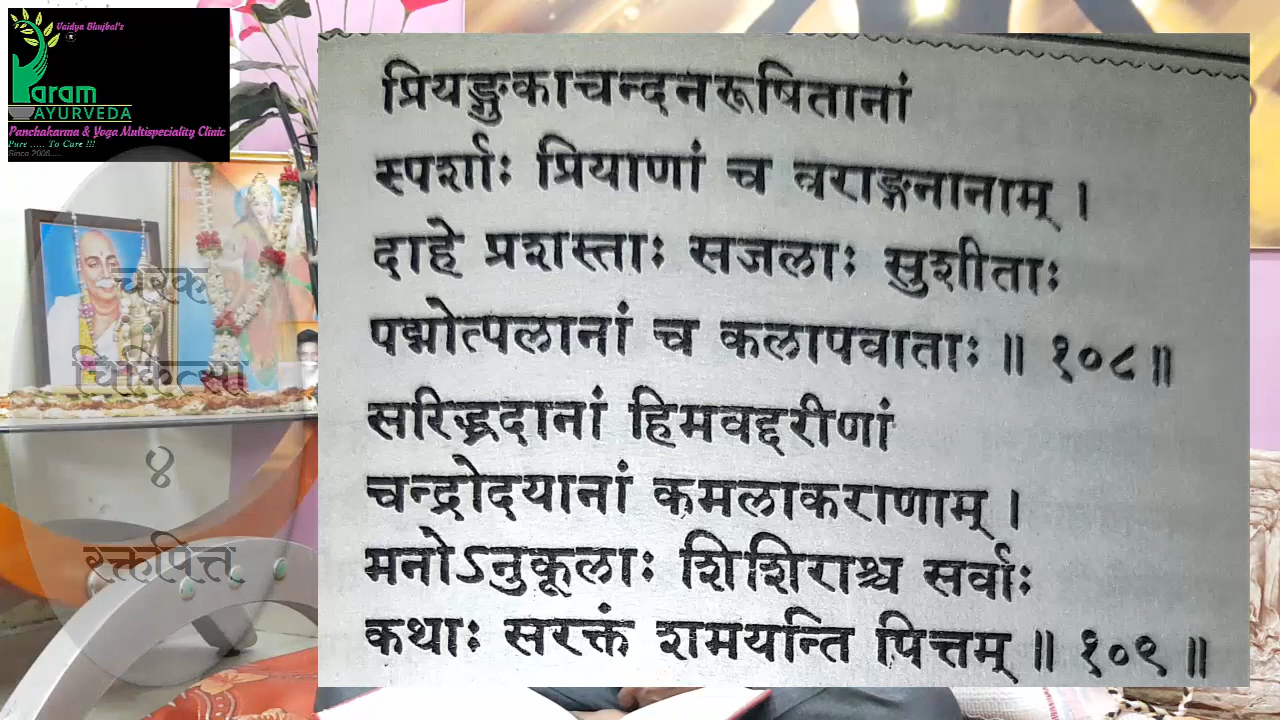 Vaidya Bhujbal's
Param
AYURVEDA
Panchakarma & Yoga Multispeciality Clinic
Pure ..... To Cure !!!
Since 2006.....
चरक
चिकित्सा
४
रक्तपित्त
प्रियङ्गुकाचन्दनरूषितानां
स्पर्शाः प्रियाणां च वराङ्गनानाम् ।
दाहे प्रशस्ताः सजलाः सुशीताः
पद्मोत्पलानां च कलापवाताः ॥ १०८ ॥
सरिद्ध्रदानां हिमवद्दरीणां
चन्द्रोदयानां कमलाकराणाम् ।
मनोऽनुकूलाः शिशिराश्च सर्वाः
कथाः सरक्तं शमयन्ति पित्तम् ॥ १०९ ॥